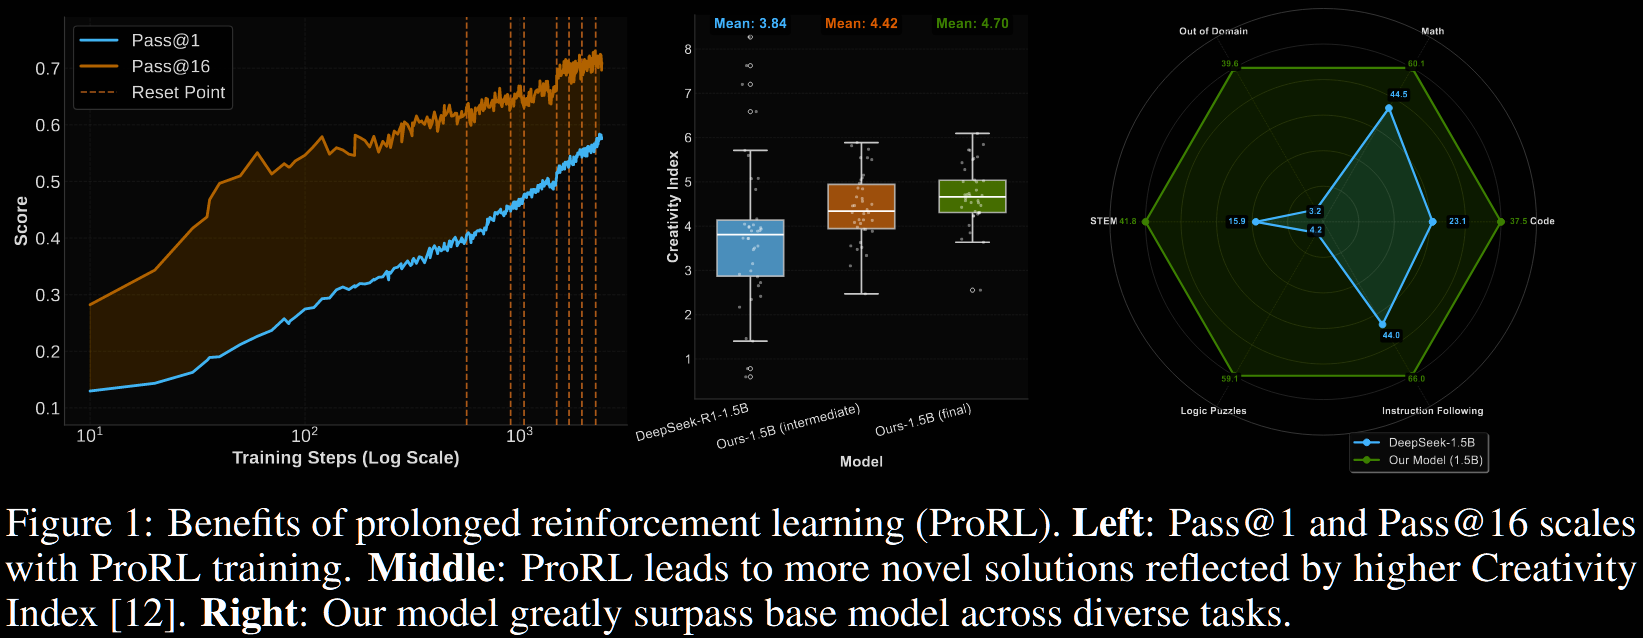 Pass@1
Pass@16
Reset Point
Score
0.7
0.6
0.5
0.4
0.3
0.2
0.1
10¹
10²
10³
Training Steps (Log Scale)
Mean: 3.84
Mean: 4.42
Mean: 4.70
Creativity Index
8
7
6
5
4
3
2
1
DeepSeek-R1-1.5B
Ours-1.5B (intermediate)
Ours-1.5B (final)
Model
Out of Domain
Math
39.6
60.1
44.5
STEM
41.8
15.9
3.2
4.2
23.1
37.5
Code
44.0
59.1
66.0
Logic Puzzles
Instruction Following
DeepSeek-1.5B
Our Model (1.5B)
Figure 1: Benefits of prolonged reinforcement learning (ProRL). Left: Pass@1 and Pass@16 scales
with ProRL training. Middle: ProRL leads to more novel solutions reflected by higher Creativity
Index [12]. Right: Our model greatly surpass base model across diverse tasks.